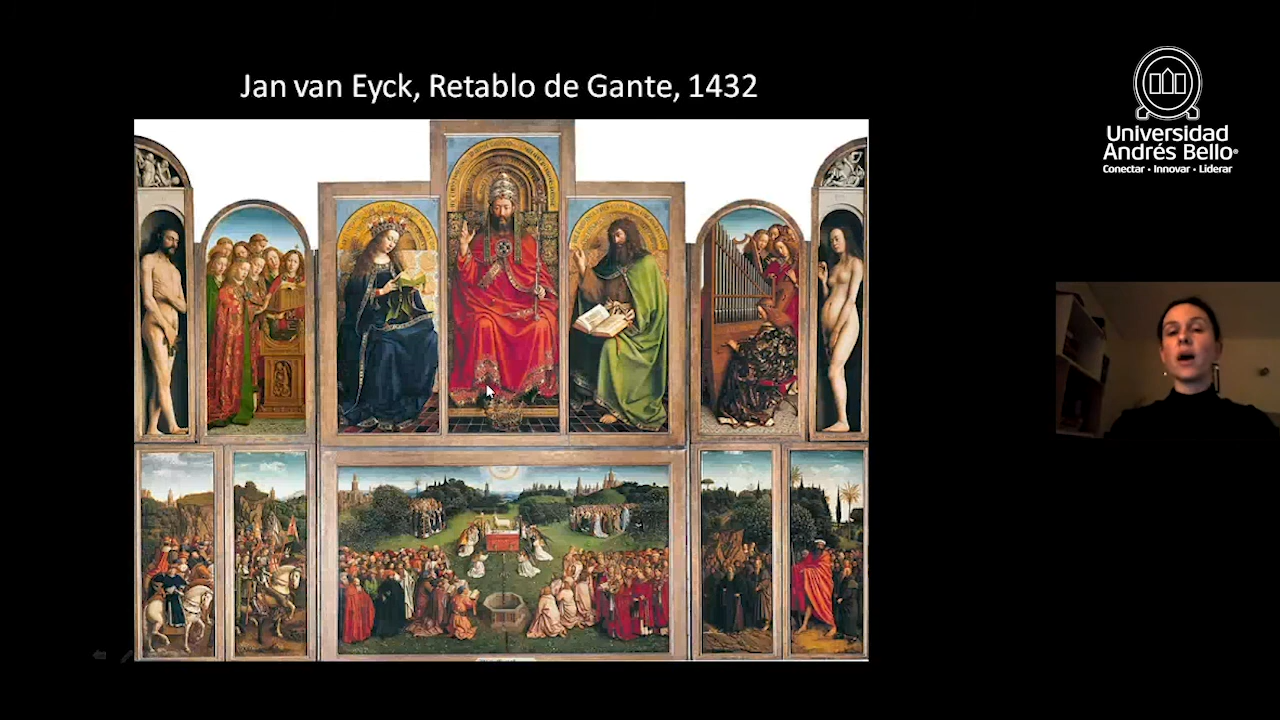 Jan van Eyck, Retablo de Gante, 1432
Universidad
Andrés Bello®
Conectar • Innovar • Liderar